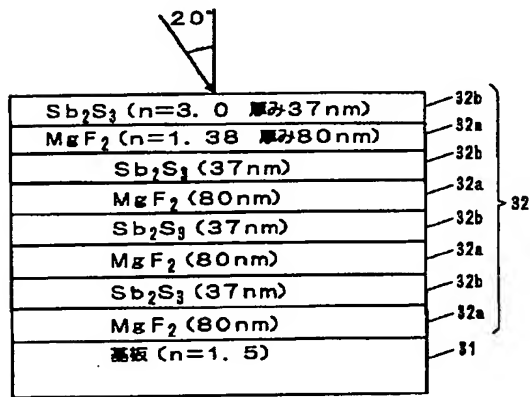 20°
Sb₂S₃ (n=3.0 厚み37nm) 32b
MgF₂ (n=1.38 厚み80nm) 32a
Sb₂S₃ (37nm) 32b
MgF₂ (80nm) 32a
32
Sb₂S₃ (37nm) 32b
MgF₂ (80nm) 32a
Sb₂S₃ (37nm) 32b
MgF₂ (80nm) 32a
基板 (n=1.5) 31